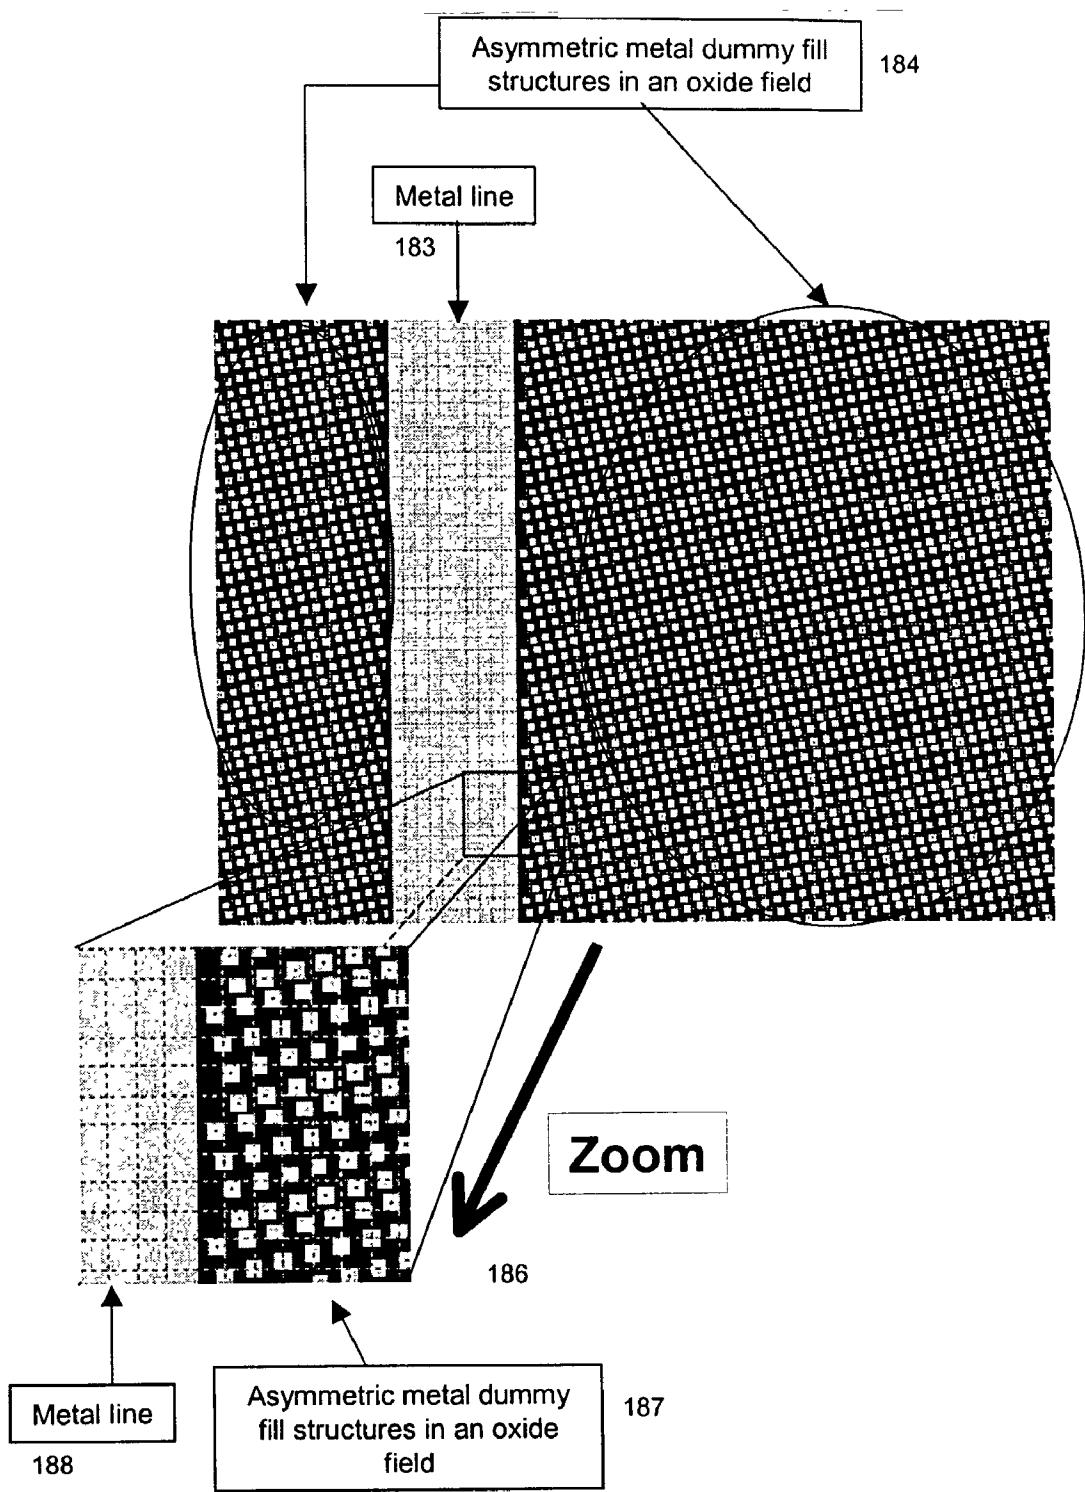 Asymmetric metal dummy fill
structures in an oxide field
184
Metal line
183
Zoom
186
Metal line
188
Asymmetric metal dummy
fill structures in an oxide
field
187